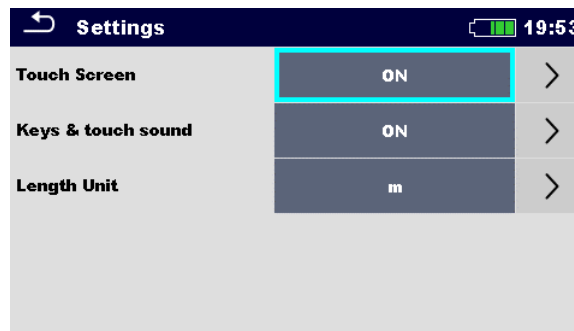 Settings 19:53
Touch Screen ON
Keys & touch sound ON
Length Unit m